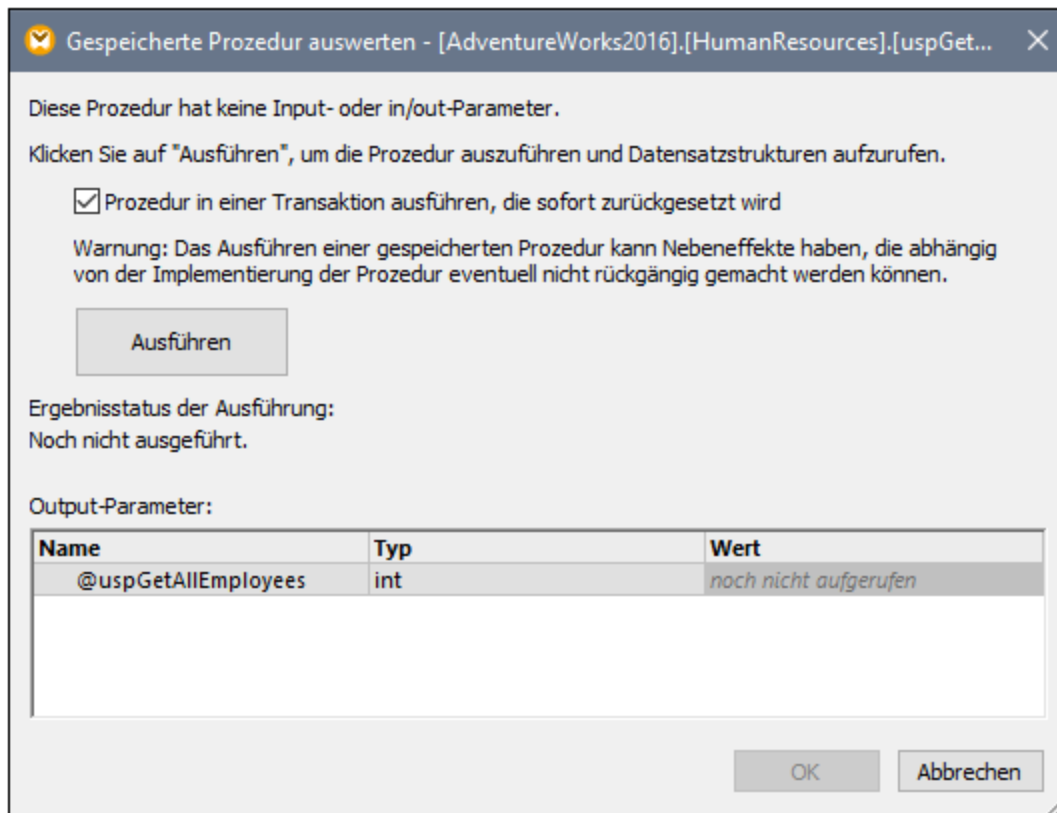 Gespeicherte Prozedur auswerten - [AdventureWorks2016].[HumanResources].[uspGet...
Diese Prozedur hat keine Input- oder in/out-Parameter.
Klicken Sie auf "Ausführen", um die Prozedur auszuführen und Datensatzstrukturen aufzurufen.
Prozedur in einer Transaktion ausführen, die sofort zurückgesetzt wird
Warnung: Das Ausführen einer gespeicherten Prozedur kann Nebeneffekte haben, die abhängig
von der Implementierung der Prozedur eventuell nicht rückgängig gemacht werden können.
Ausführen
Ergebnisstatus der Ausführung:
Noch nicht ausgeführt.
Output-Parameter:
Name Typ Wert
@uspGetAllEmployees int noch nicht aufgerufen
OK Abbrechen